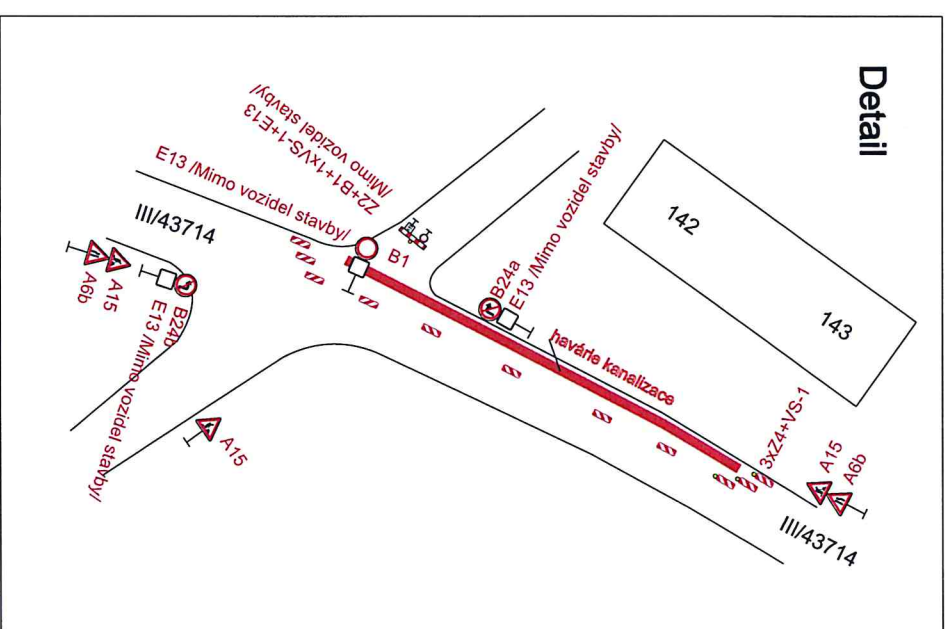 Detail
142
143
Z2+B1+1xVS-1+E13
/Mimo vozidel stavby/
E13 /Mimo vozidel stavby/
III/43714
B1
B24a
E13 /Mimo vozidel stavby/
havárie kanalizace
A15
A6b
B24b
E13 /Mimo vozidel stavby/
A15
3xZ4+VS-1
A15
A6b
III/43714